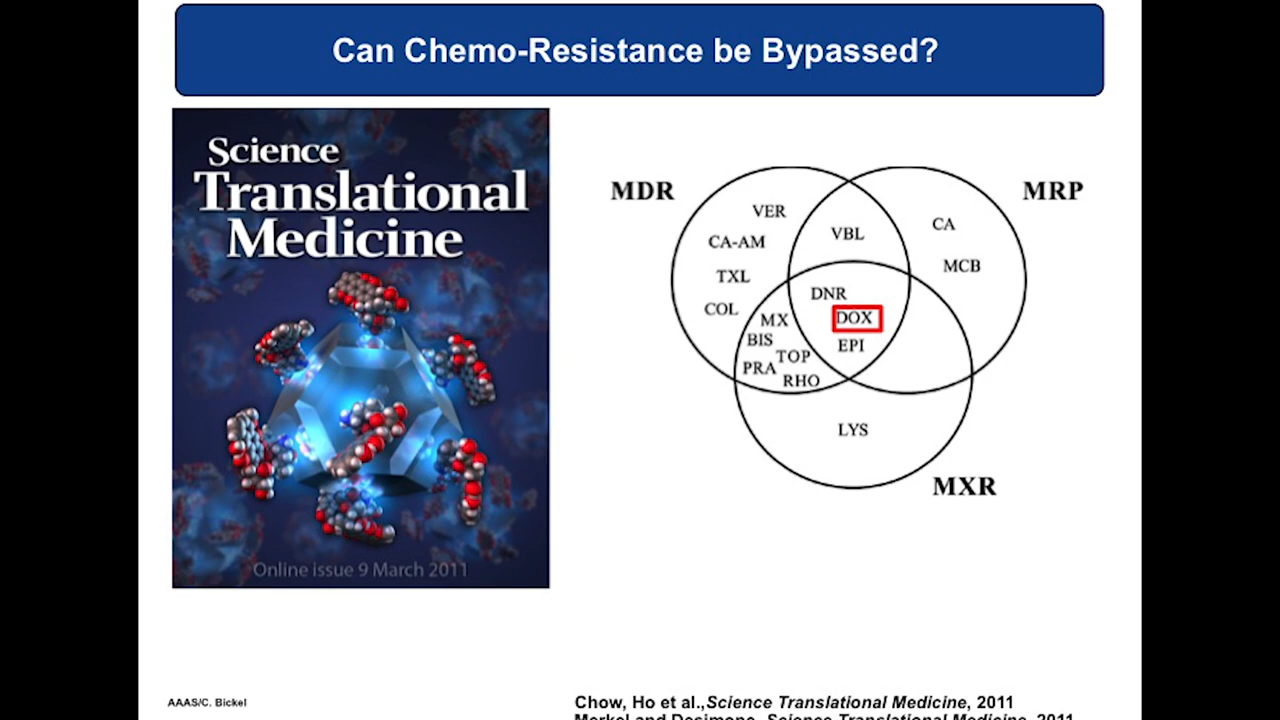 Can Chemo-Resistance be Bypassed?
Science
Translational
Medicine
Online issue 9 March 2011
MDR
MRP
VER
VBL
CA
CA-AM
MCB
TXL
DNR
COL
MX
DOX
BIS
EPI
TOP
PRA
RHO
LYS
MXR
AAAS/C. Bickel
Chow, Ho et al.,Science Translational Medicine, 2011
Merkel and Desimone, Science Translational Medicine, 2011